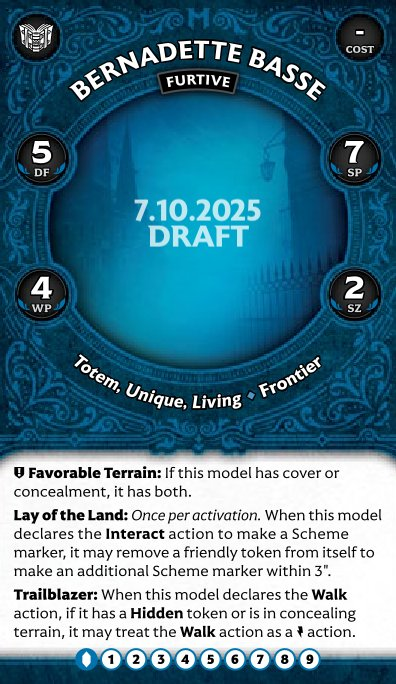 -
COST
BERNADETTE BASSE
FURTIVE
5
DF
7
SP
7.10.2025
DRAFT
4
WP
2
SZ
Totem, Unique, Living ◆ Frontier
Favorable Terrain: If this model has cover or
concealment, it has both.
Lay of the Land: Once per activation. When this model
declares the Interact action to make a Scheme
marker, it may remove a friendly token from itself to
make an additional Scheme marker within 3".
Trailblazer: When this model declares the Walk
action, if it has a Hidden token or is in concealing
terrain, it may treat the Walk action as a action.
1 2 3 4 5 6 7 8 9